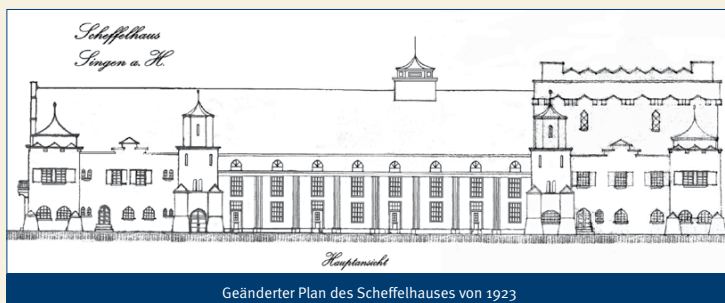 Scheffelhaus
Singen a. H.
Hauptansicht
Geänderter Plan des Scheffelhauses von 1923